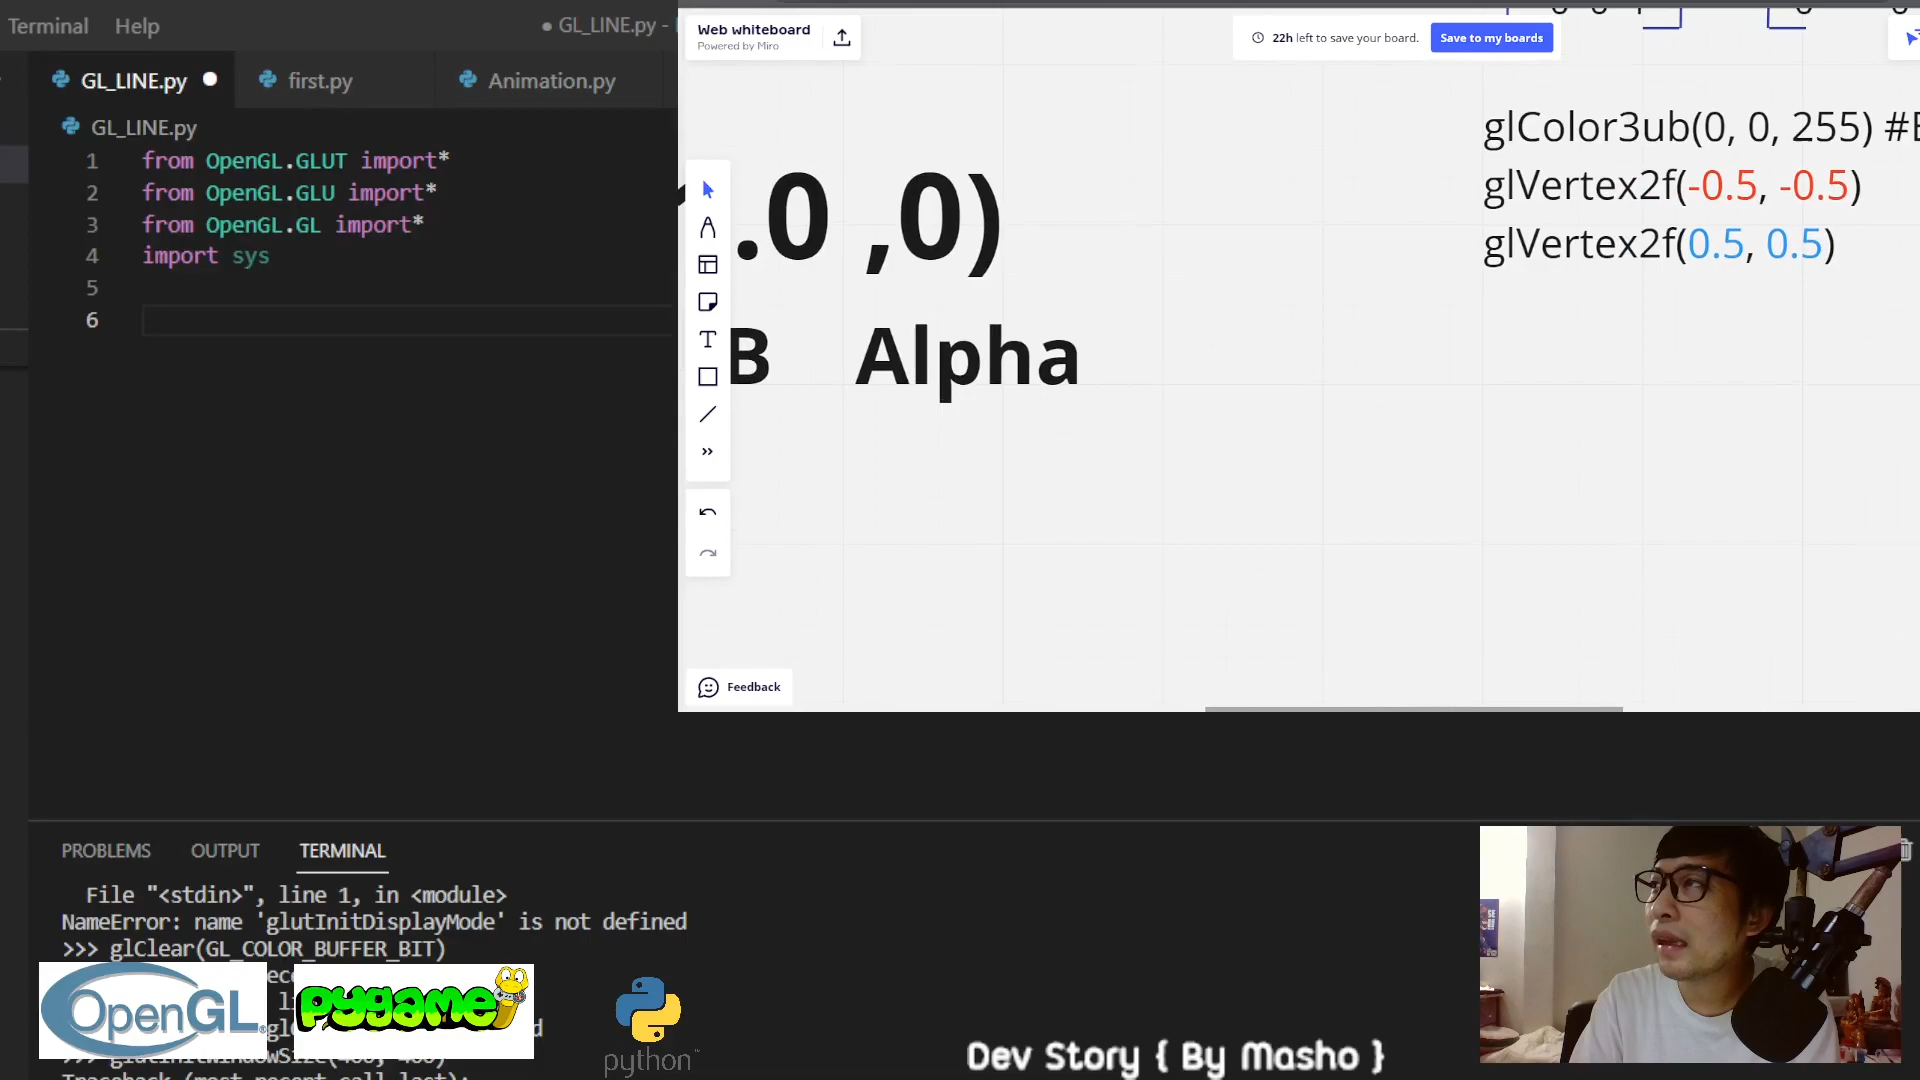 Terminal Help
● GL_LINE.py -
GL_LINE.py ● first.py Animation.py
GL_LINE.py
1 from OpenGL.GLUT import*
2 from OpenGL.GLU import*
3 from OpenGL.GL import*
4 import sys
5
6
Web whiteboard
Powered by Miro
22h left to save your board.
Save to my boards
.0 ,0)
B Alpha
glColor3ub(0, 0, 255) #
glVertex2f(-0.5, -0.5)
glVertex2f(0.5, 0.5)
Feedback
PROBLEMS OUTPUT TERMINAL
File "<stdin>", line 1, in <module>
NameError: name 'glutInitDisplayMode' is not defined
>>> glClear(GL_COLOR_BUFFER_BIT)
OpenGL
pygame
python
Dev Story { By Masho }